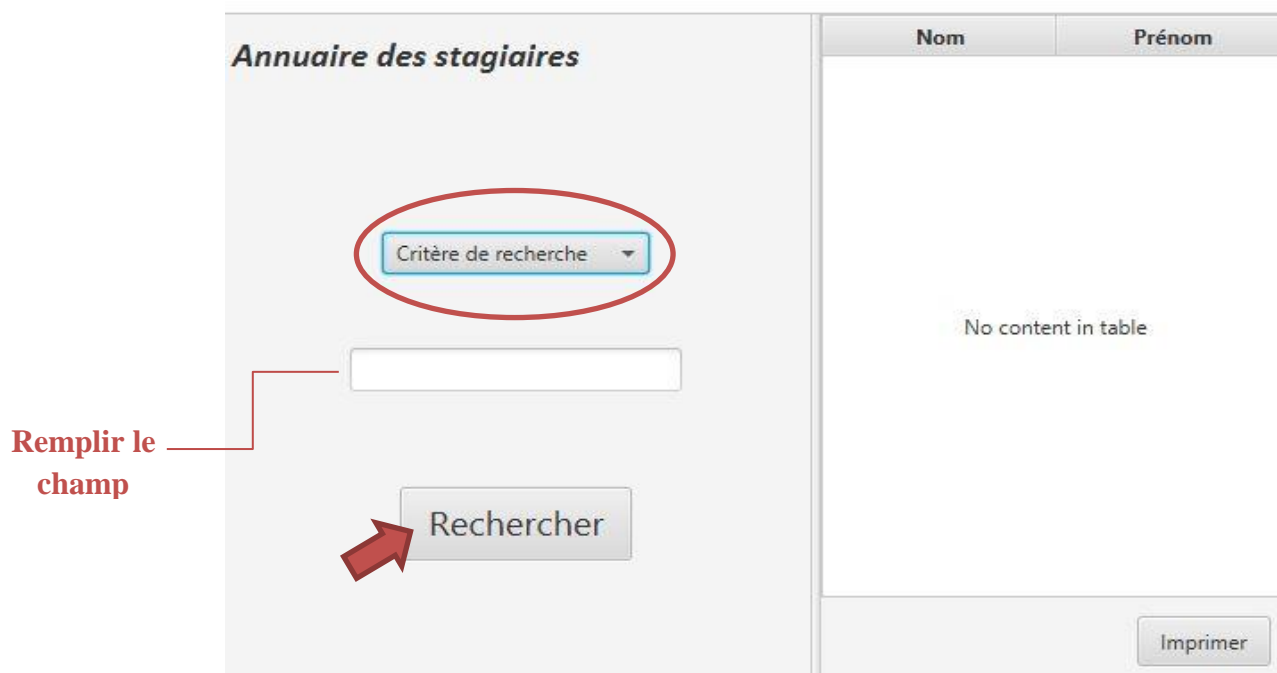 Annuaire des stagiaires
Critère de recherche
Remplir le
champ
Rechercher
Nom Prénom
No content in table
Imprimer